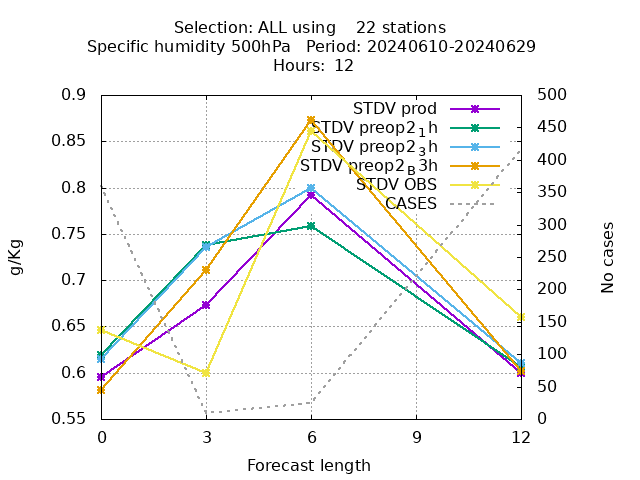 Selection: ALL using    22 stations
Specific humidity 500hPa   Period: 20240610-20240629
Hours:  12
0.9
0.85
0.8
0.75
0.7
0.65
0.6
0.55
g/Kg
STDV prod
STDV preop2₁h
STDV preop2₃h
STDV preop2_B3h
STDV OBS
CASES
500
450
400
350
300
250
200
150
100
50
0
No cases
0 3 6 9 12
Forecast length